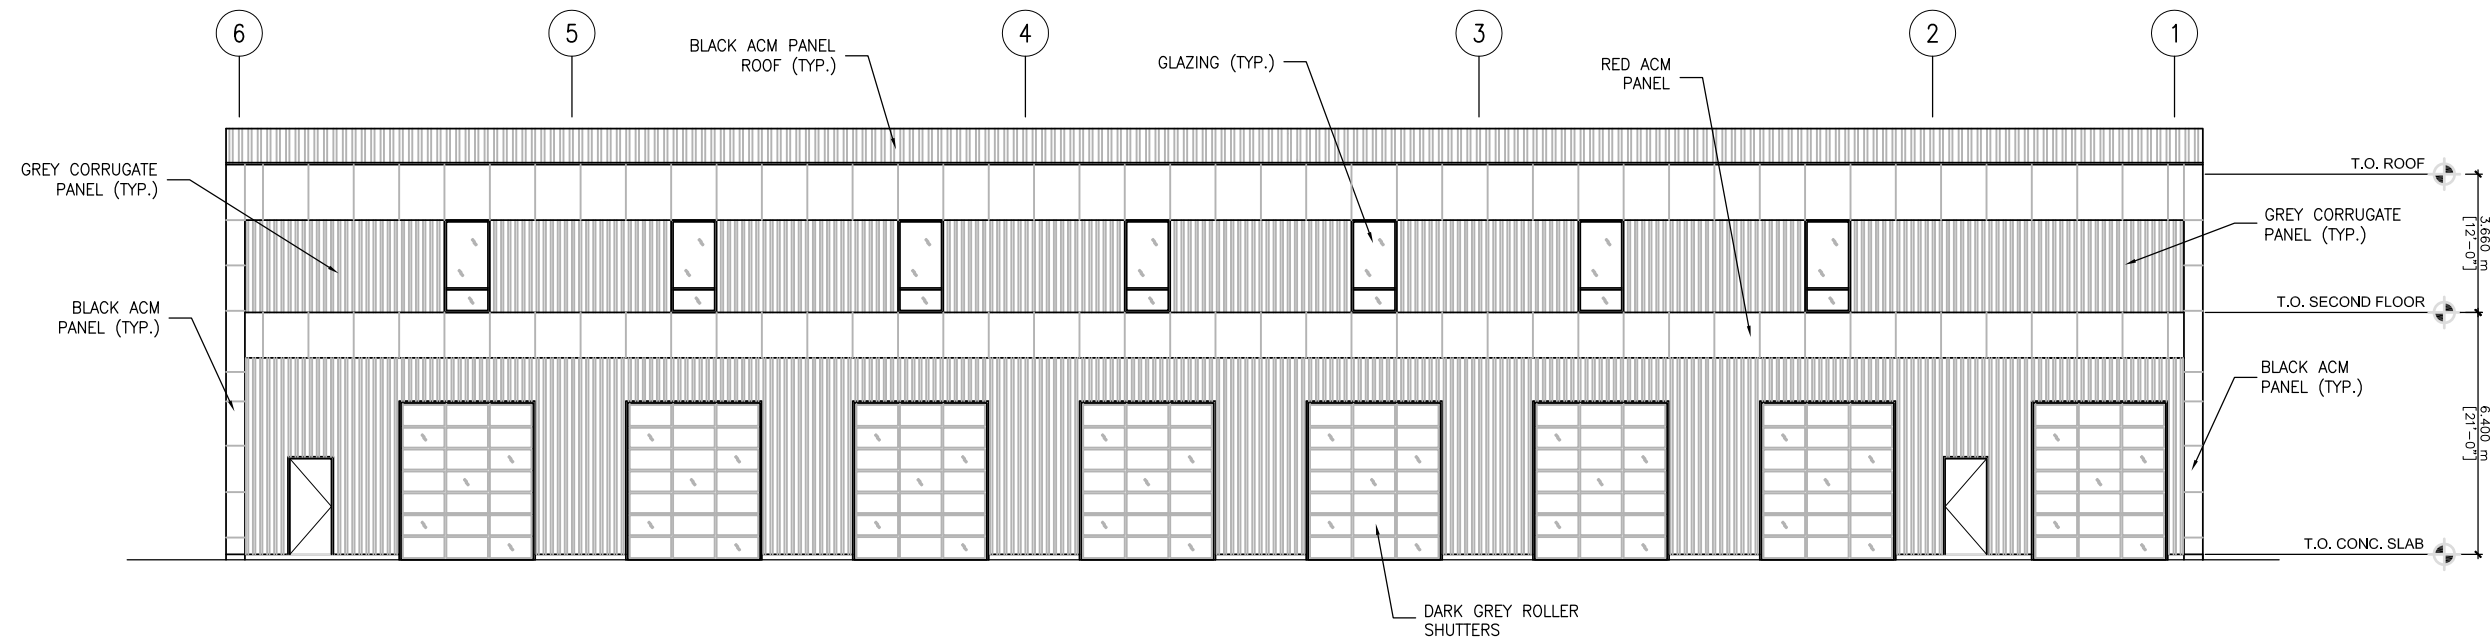 6
5
4
3
2
1
BLACK ACM PANEL
ROOF (TYP.)
GLAZING (TYP.)
RED ACM
PANEL
GREY CORRUGATE
PANEL (TYP.)
T.O. ROOF
GREY CORRUGATE
PANEL (TYP.)
3.660 m
[12'-0"]
BLACK ACM
PANEL (TYP.)
T.O. SECOND FLOOR
BLACK ACM
PANEL (TYP.)
6.400 m
[21'-0"]
T.O. CONC. SLAB
DARK GREY ROLLER
SHUTTERS